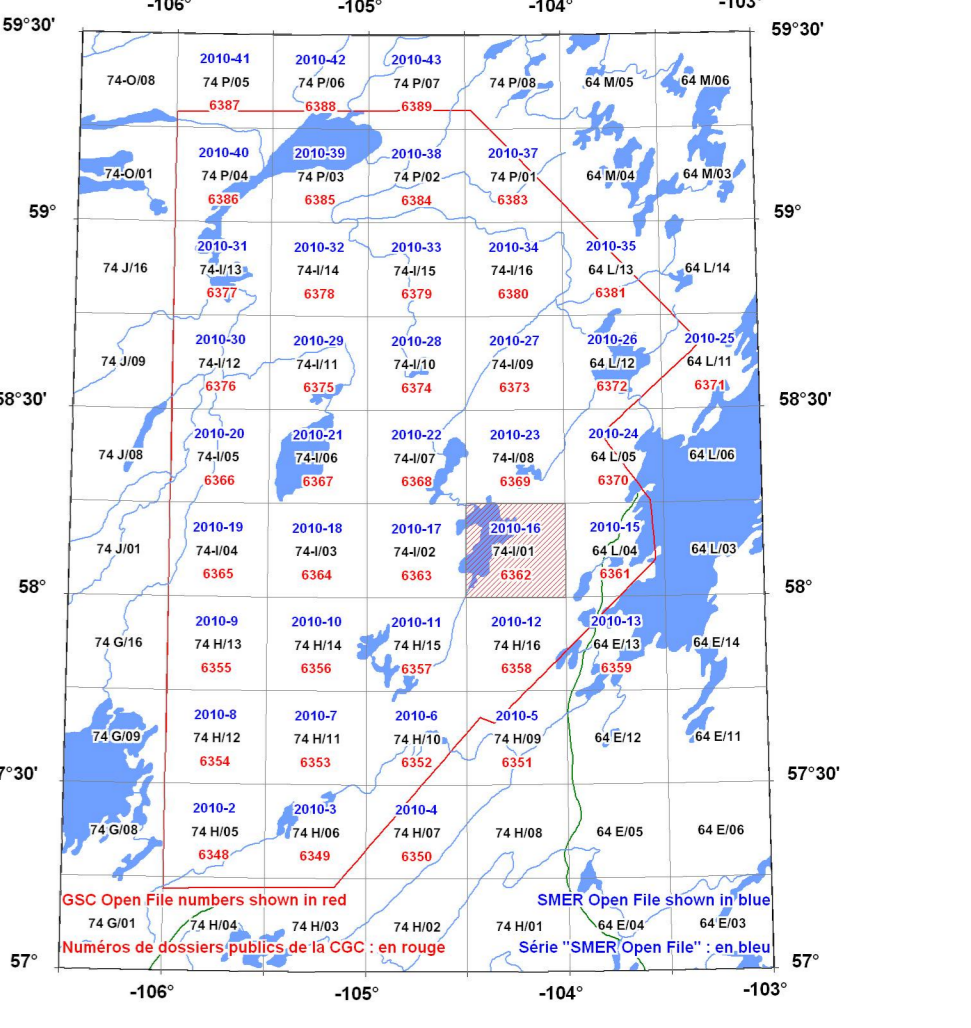 -106° -105° -104° -103°
59°30' 59°30'
2010-41 2010-42 2010-43
74-O/08 74 P/05 74 P/06 74 P/07 74 P/08 64 M/05 64 M/06
6387 6388 6389
2010-40 2010-39 2010-38 2010-37
74-O/01 74 P/04 74 P/03 74 P/02 74 P/01 64 M/04 64 M/03
6386 6385 6384 6383
59° 59°
2010-31 2010-32 2010-33 2010-34 2010-35
74 J/16 74-I/13 74-I/14 74-I/15 74-I/16 64 L/13 64 L/14
6377 6378 6379 6380 6381
2010-30 2010-29 2010-28 2010-27 2010-26 2010-25
74 J/09 74-I/12 74-I/11 74-I/10 74-I/09 64 L/12 64 L/11
6376 6375 6374 6373 6372 6371
58°30' 58°30'
2010-20 2010-21 2010-22 2010-23 2010-24
74 J/08 74-I/05 74-I/06 74-I/07 74-I/08 64 L/05 64 L/06
6366 6367 6368 6369 6370
2010-19 2010-18 2010-17 2010-16 2010-15
74 J/01 74-I/04 74-I/03 74-I/02 74-I/01 64 L/04 64 L/03
6365 6364 6363 6362 6361
58° 58°
2010-9 2010-10 2010-11 2010-12 2010-13
74 G/16 74 H/13 74 H/14 74 H/15 74 H/16 64 E/13 64 E/14
6355 6356 6357 6358 6359
2010-8 2010-7 2010-6 2010-5
74 G/09 74 H/12 74 H/11 74 H/10 74 H/09 64 E/12 64 E/11
6354 6353 6352 6351
7°30' 57°30'
2010-2 2010-3 2010-4
74 G/08 74 H/05 74 H/06 74 H/07 74 H/08 64 E/05 64 E/06
6348 6349 6350
GSC Open File numbers shown in red SMER Open File shown in blue
74 G/01 74 H/04 74 H/03 74 H/02 74 H/01 64 E/04 64 E/03
Numéros de dossiers publics de la CGC : en rouge Série "SMER Open File" : en bleu
57° 57°
-106° -105° -104° -103°